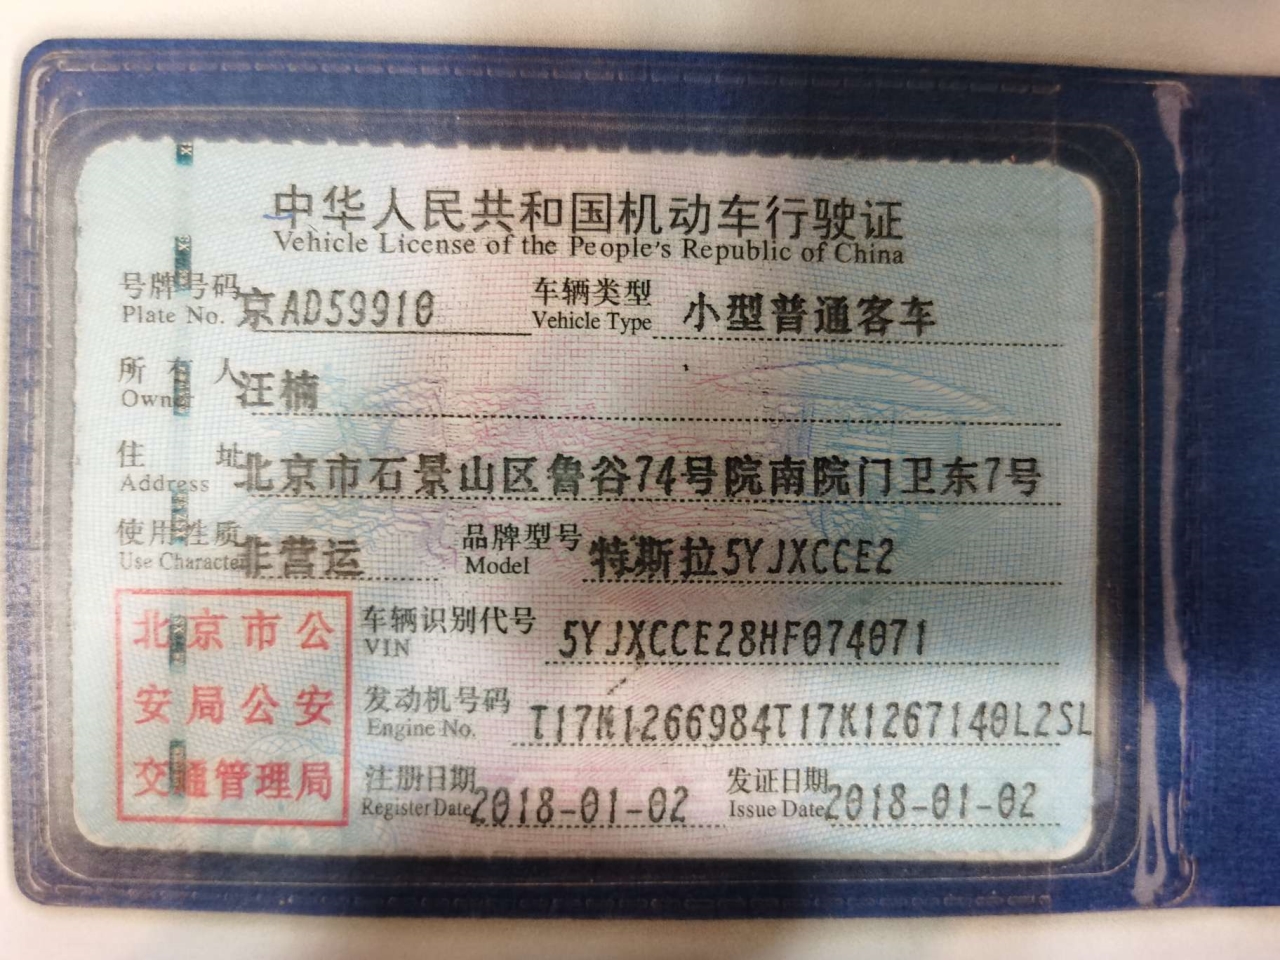 中华人民共和国机动车行驶证
Vehicle License of the People's Republic of China
号牌号码 京AD59910 车辆类型 小型普通客车
Plate No. Vehicle Type
所有人 汪楠
Owner
住址 北京市石景山区鲁谷74号院南院门卫东7号
Address
使用性质 非营运 品牌型号 特斯拉5YJXCCE2
Use Character Model
北京市公
安局公安
交通管理局
车辆识别代号 5YJXCCE28HF074071
VIN
发动机号码 T17K1266984T17K1267140L2SL
Engine No.
注册日期 2018-01-02 发证日期 2018-01-02
Register Date Issue Date